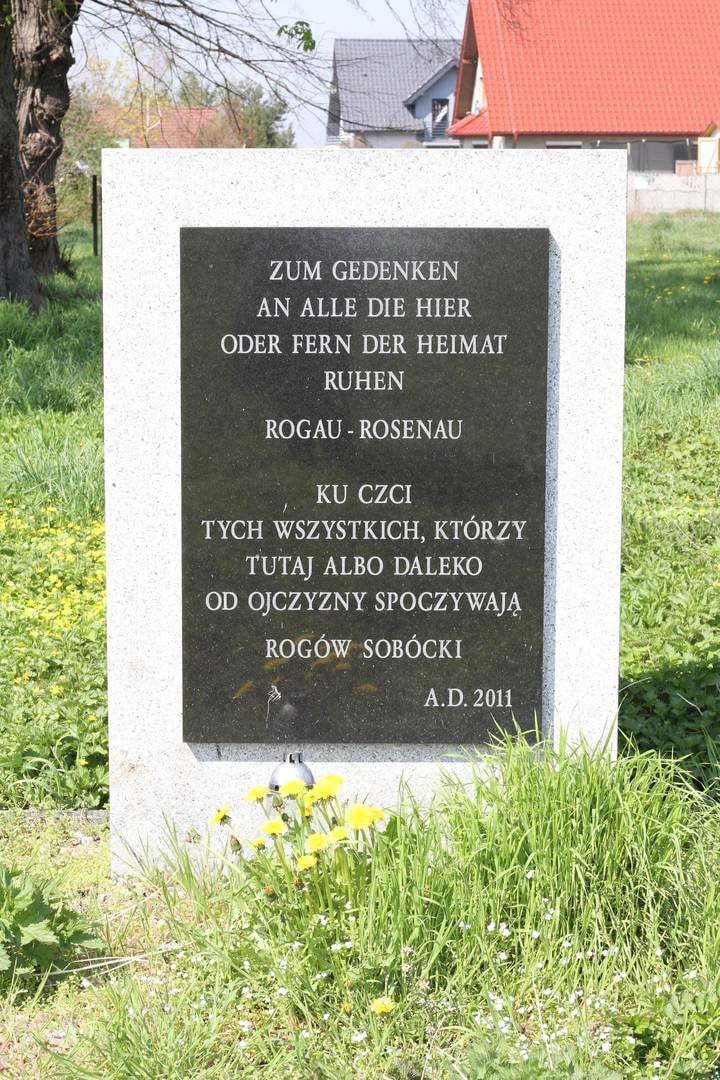 ZUM GEDENKEN
AN ALLE DIE HIER
ODER FERN DER HEIMAT
RUHEN
ROGAU - ROSENAU
KU CZCI
TYCH WSZYSTKICH, KTÓRZY
TUTAJ ALBO DALEKO
OD OJCZYZNY SPOCZYWAJĄ
ROGÓW SOBÓCKI
A.D. 2011